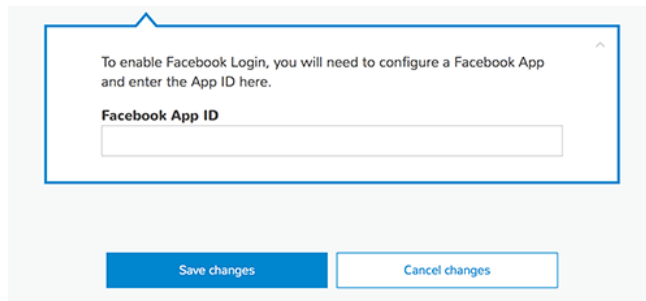 To enable Facebook Login, you will need to configure a Facebook App
and enter the App ID here.
Facebook App ID
Save changes
Cancel changes